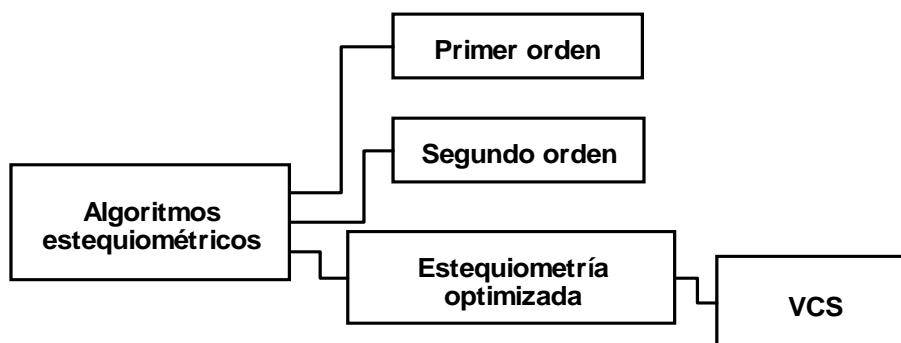 Primer orden
Segundo orden
Algoritmos
estequiométricos
Estequiometría
optimizada
VCS